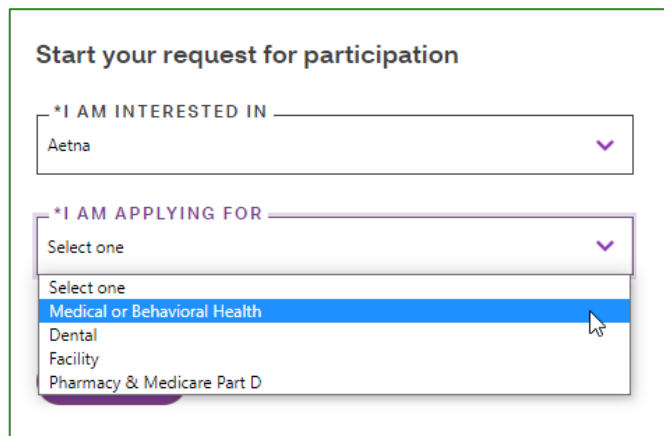 Start your request for participation
*I AM INTERESTED IN
Aetna
*I AM APPLYING FOR
Select one
Select one
Medical or Behavioral Health
Dental
Facility
Pharmacy & Medicare Part D